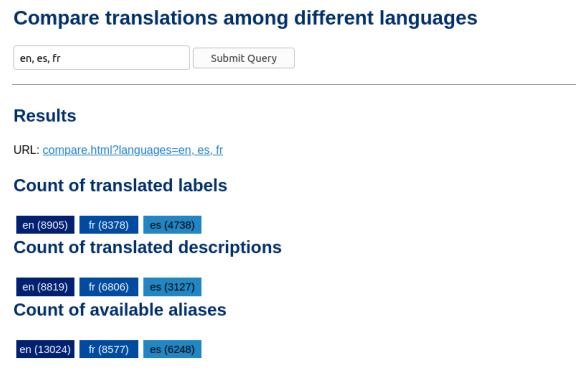 Compare translations among different languages
en, es, fr
Submit Query
Results
URL: compare.html?languages=en, es, fr
Count of translated labels
en (8905) fr (8378) es (4738)
Count of translated descriptions
en (8819) fr (6806) es (3127)
Count of available aliases
en (13024) fr (8577) es (6248)